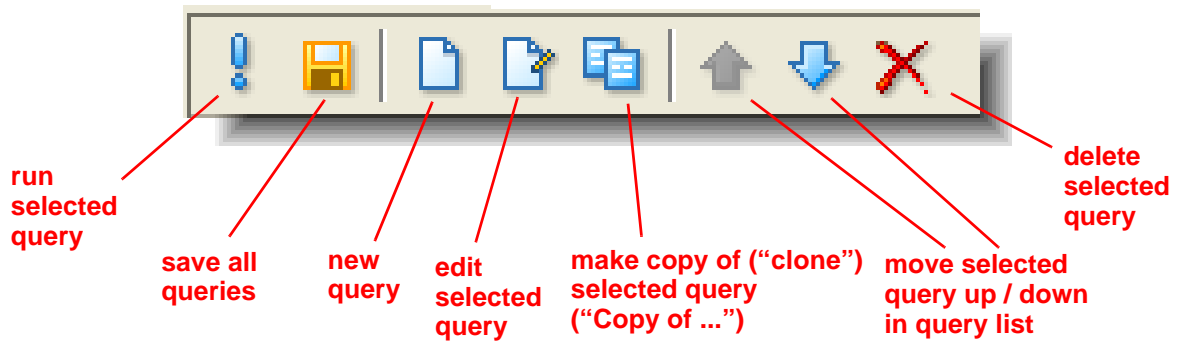 run
selected
query
save all
queries
new
query
edit
selected
query
make copy of (“clone”)
selected query
(“Copy of ...”)
move selected
query up / down
in query list
delete
selected
query